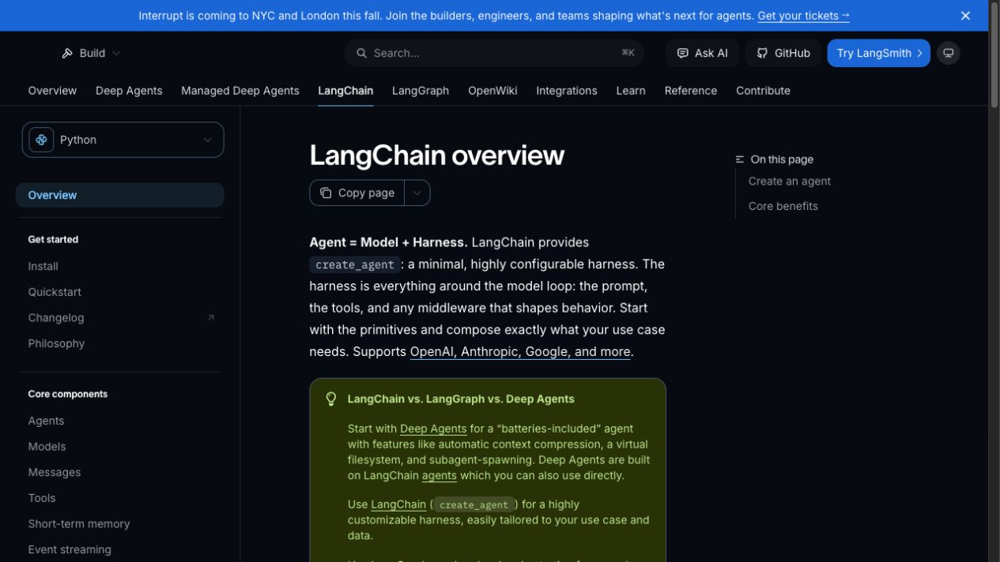 Interrupt is coming to NYC and London this fall. Join the builders, engineers, and teams shaping what's next for agents. Get your tickets →
Build
Search...
⌘K
Ask AI
GitHub
Try LangSmith
Overview
Deep Agents
Managed Deep Agents
LangChain
LangGraph
OpenWiki
Integrations
Learn
Reference
Contribute
Python
Overview
Get started
Install
Quickstart
Changelog
Philosophy
Core components
Agents
Models
Messages
Tools
Short-term memory
Event streaming
LangChain overview
Copy page
Agent = Model + Harness. LangChain provides
create_agent: a minimal, highly configurable harness. The
harness is everything around the model loop: the prompt,
the tools, and any middleware that shapes behavior. Start
with the primitives and compose exactly what your use case
needs. Supports OpenAI, Anthropic, Google, and more.
LangChain vs. LangGraph vs. Deep Agents
Start with Deep Agents for a “batteries-included” agent
with features like automatic context compression, a virtual
filesystem, and subagent-spawning. Deep Agents are built
on LangChain agents which you can also use directly.
Use LangChain (create_agent) for a highly
customizable harness, easily tailored to your use case and
data.
On this page
Create an agent
Core benefits